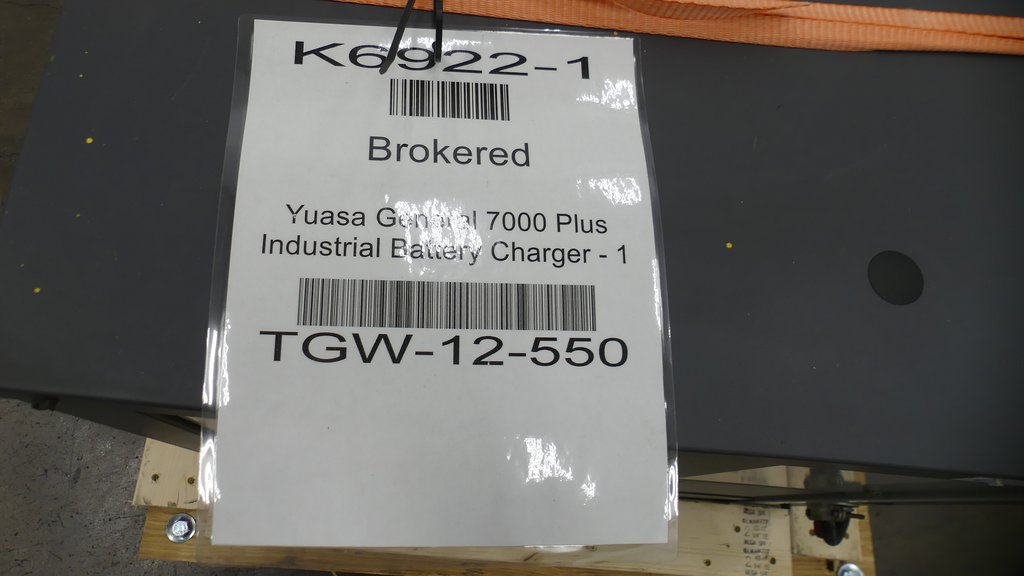 K6922-1
Brokered
Yuasa General 7000 Plus
Industrial Battery Charger - 1
TGW-12-550